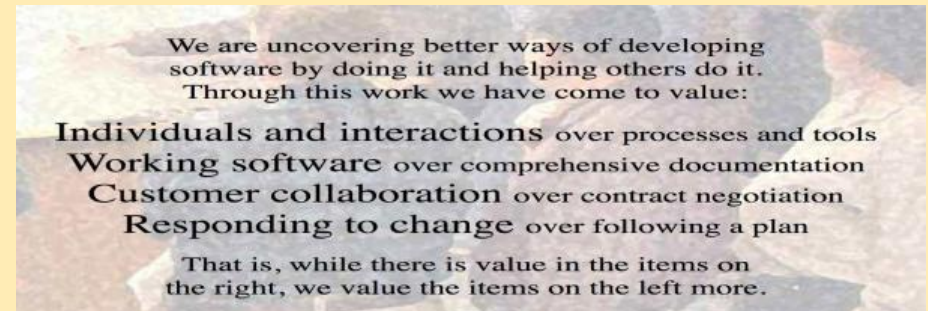 We are uncovering better ways of developing
software by doing it and helping others do it.
Through this work we have come to value:
Individuals and interactions over processes and tools
Working software over comprehensive documentation
Customer collaboration over contract negotiation
Responding to change over following a plan
That is, while there is value in the items on
the right, we value the items on the left more.